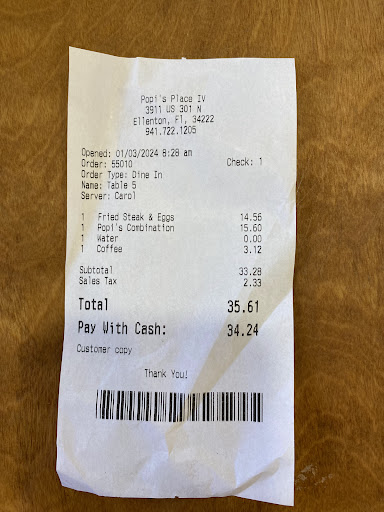 Popi's Place IV
3911 US 301 N
Ellenton, Fl, 34222
941.722.1205
Opened: 01/03/2024 8:28 am
Order: 55010 Check: 1
Order Type: Dine In
Name: Table 5
Server: Carol
1 Fried Steak & Eggs 14.56
1 Popi's Combination 15.60
1 Water 0.00
1 Coffee 3.12
Subtotal 33.28
Sales Tax 2.33
Total 35.61
Pay With Cash: 34.24
Customer copy
Thank You!